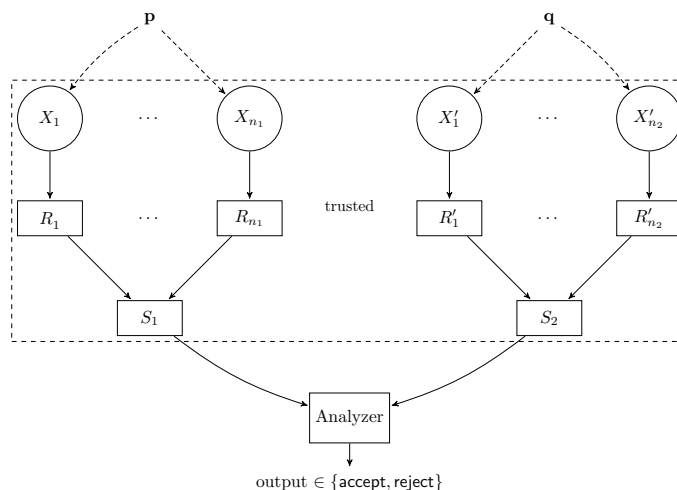 p q
X₁ ⋯ Xₙ₁ X′₁ ⋯ X′ₙ₂
R₁ ⋯ Rₙ₁ trusted R′₁ ⋯ R′ₙ₂
S₁ S₂
Analyzer
output ∈ {accept, reject}